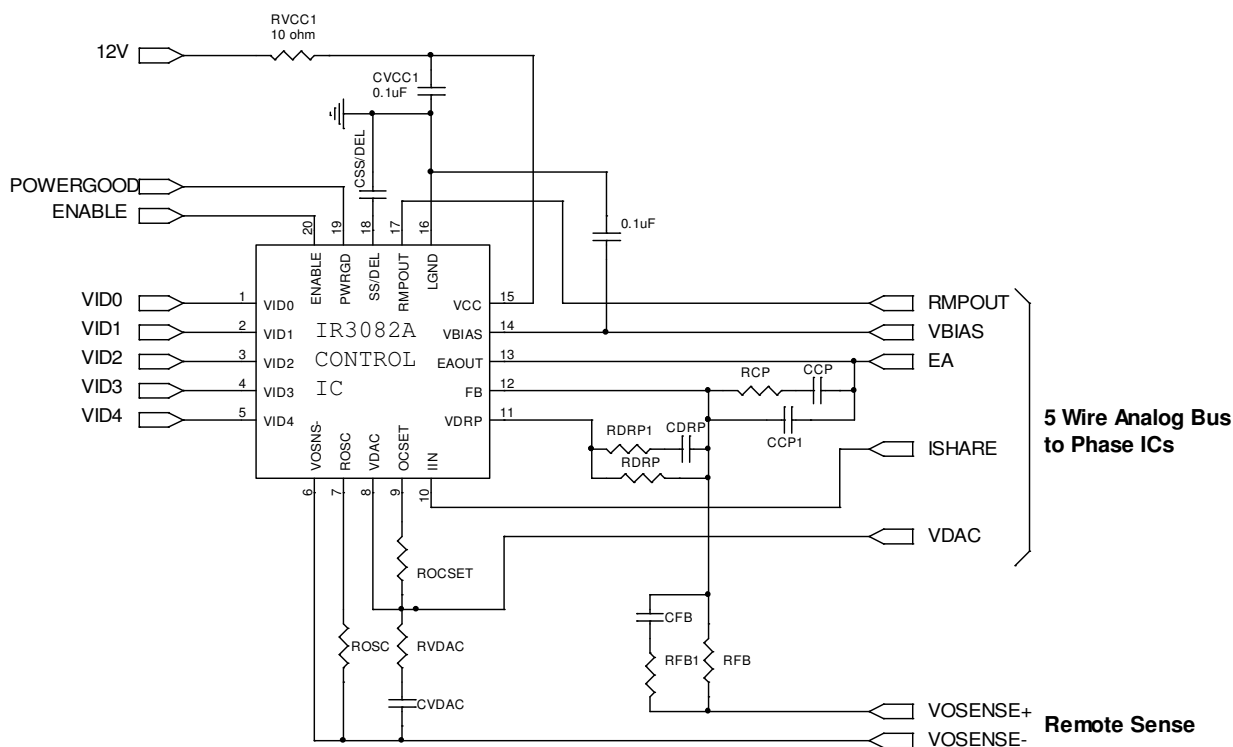 RVCC1
10 ohm
12V
CVCC1
0.1uF
CSS/DEL
POWERGOOD
ENABLE
0.1uF
20
19
18
17
16
ENABLE
PWRGD
SS/DEL
RMPOUT
LGND
VID0
1
VID0
VCC
15
RMPOUT
VID1
2
VID1
IR3082A
VBIAS
14
VBIAS
VID2
3
VID2
CONTROL
EAOUT
13
EA
VID3
4
VID3
IC
FB
12
RCP
CCP
VID4
5
VID4
VDRP
11
CCP1
RDRP1
CDRP
RDRP
5 Wire Analog Bus
to Phase ICs
VOSNS-
ROSC
VDAC
OCSET
IIN
6
7
8
9
10
ISHARE
VDAC
ROCSET
CFB
ROSC
RVDAC
RFB1
RFB
CVDAC
VOSENSE+
Remote Sense
VOSENSE-